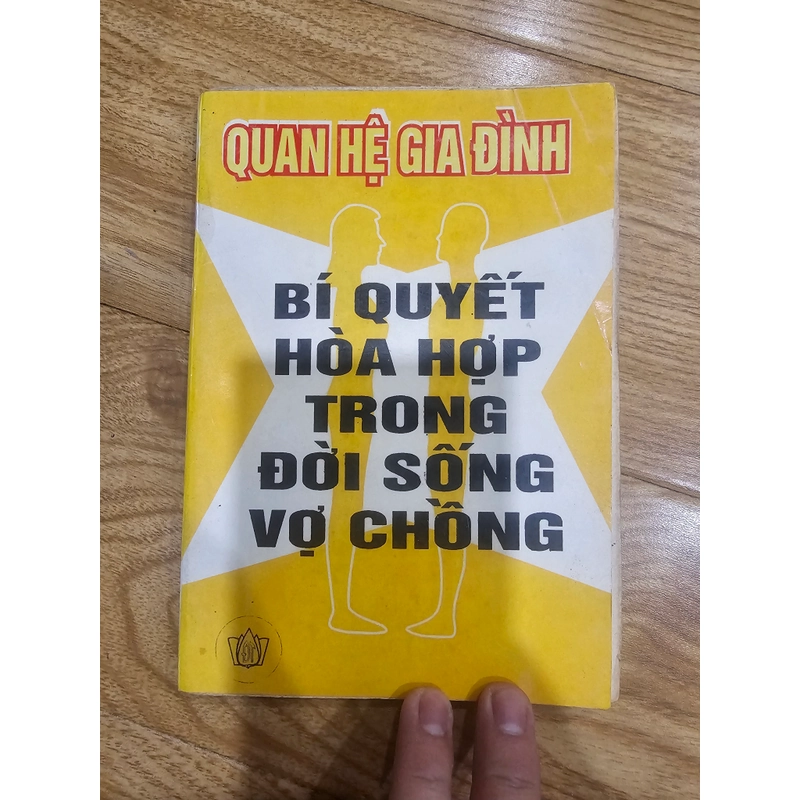 QUAN HỆ GIA ĐÌNH
BÍ QUYẾT
HÒA HỢP
TRONG
ĐỜI SỐNG
VỢ CHỒNG